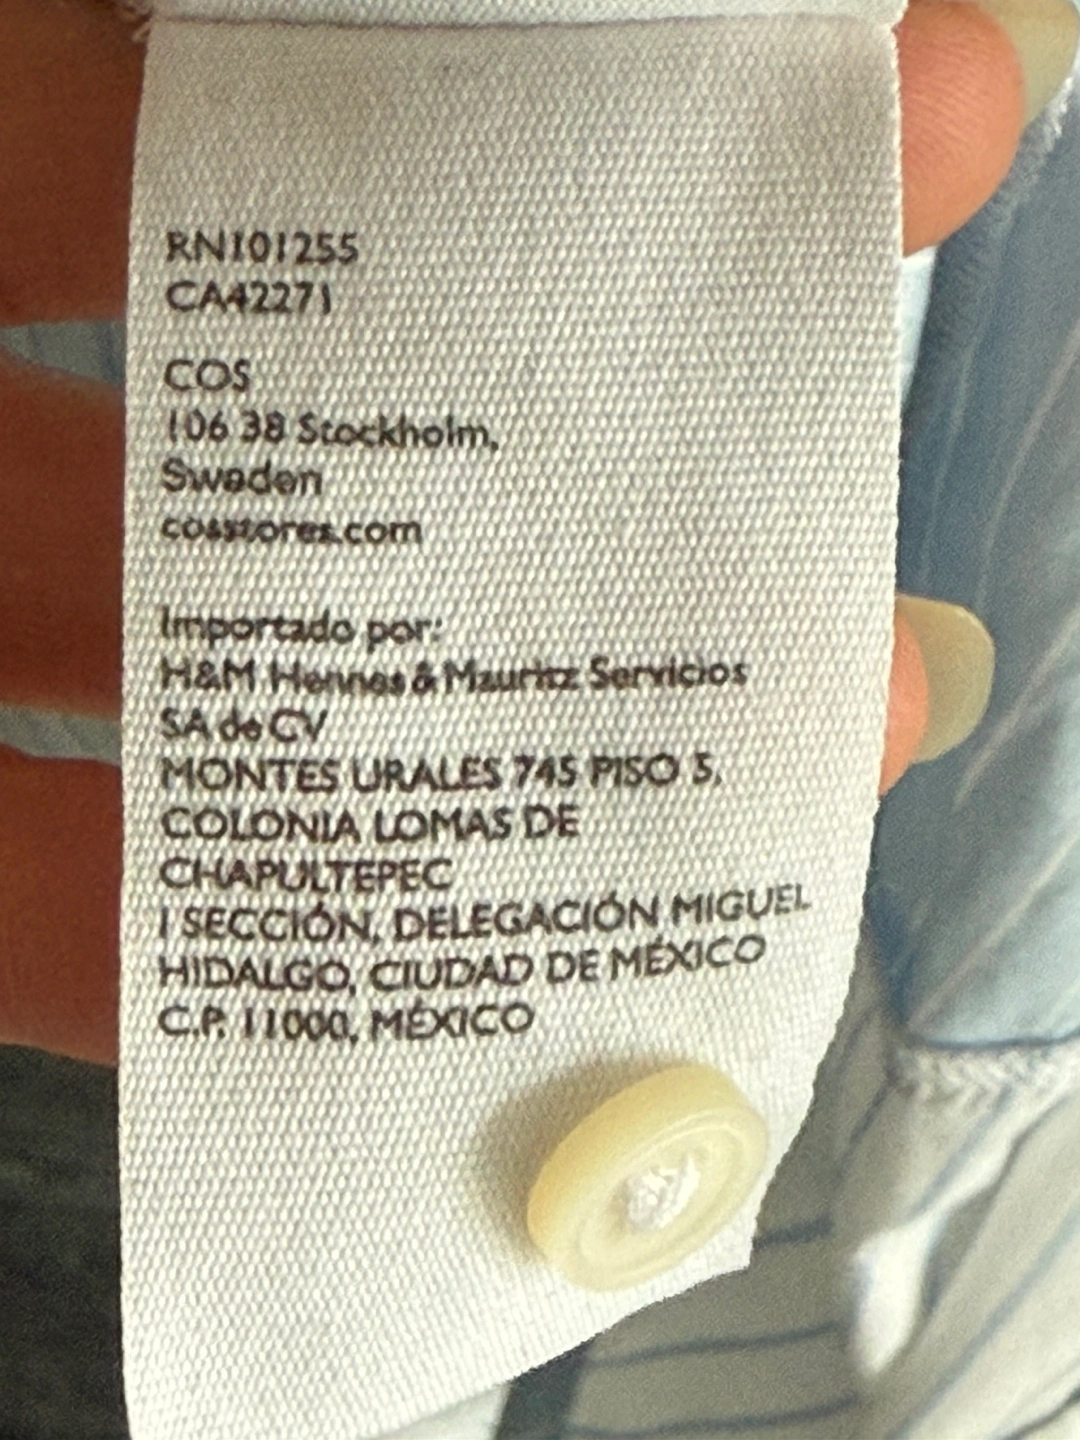 RN101255
CA42271
COS
106 38 Stockholm,
Sweden
cosstores.com
Importado por:
H&M Hennes & Mauritz Servicios
SA de CV
MONTES URALES 745 PISO 5,
COLONIA LOMAS DE
CHAPULTEPEC
I SECCIÓN, DELEGACIÓN MIGUEL
HIDALGO, CIUDAD DE MÉXICO
C.P. 11000, MÉXICO